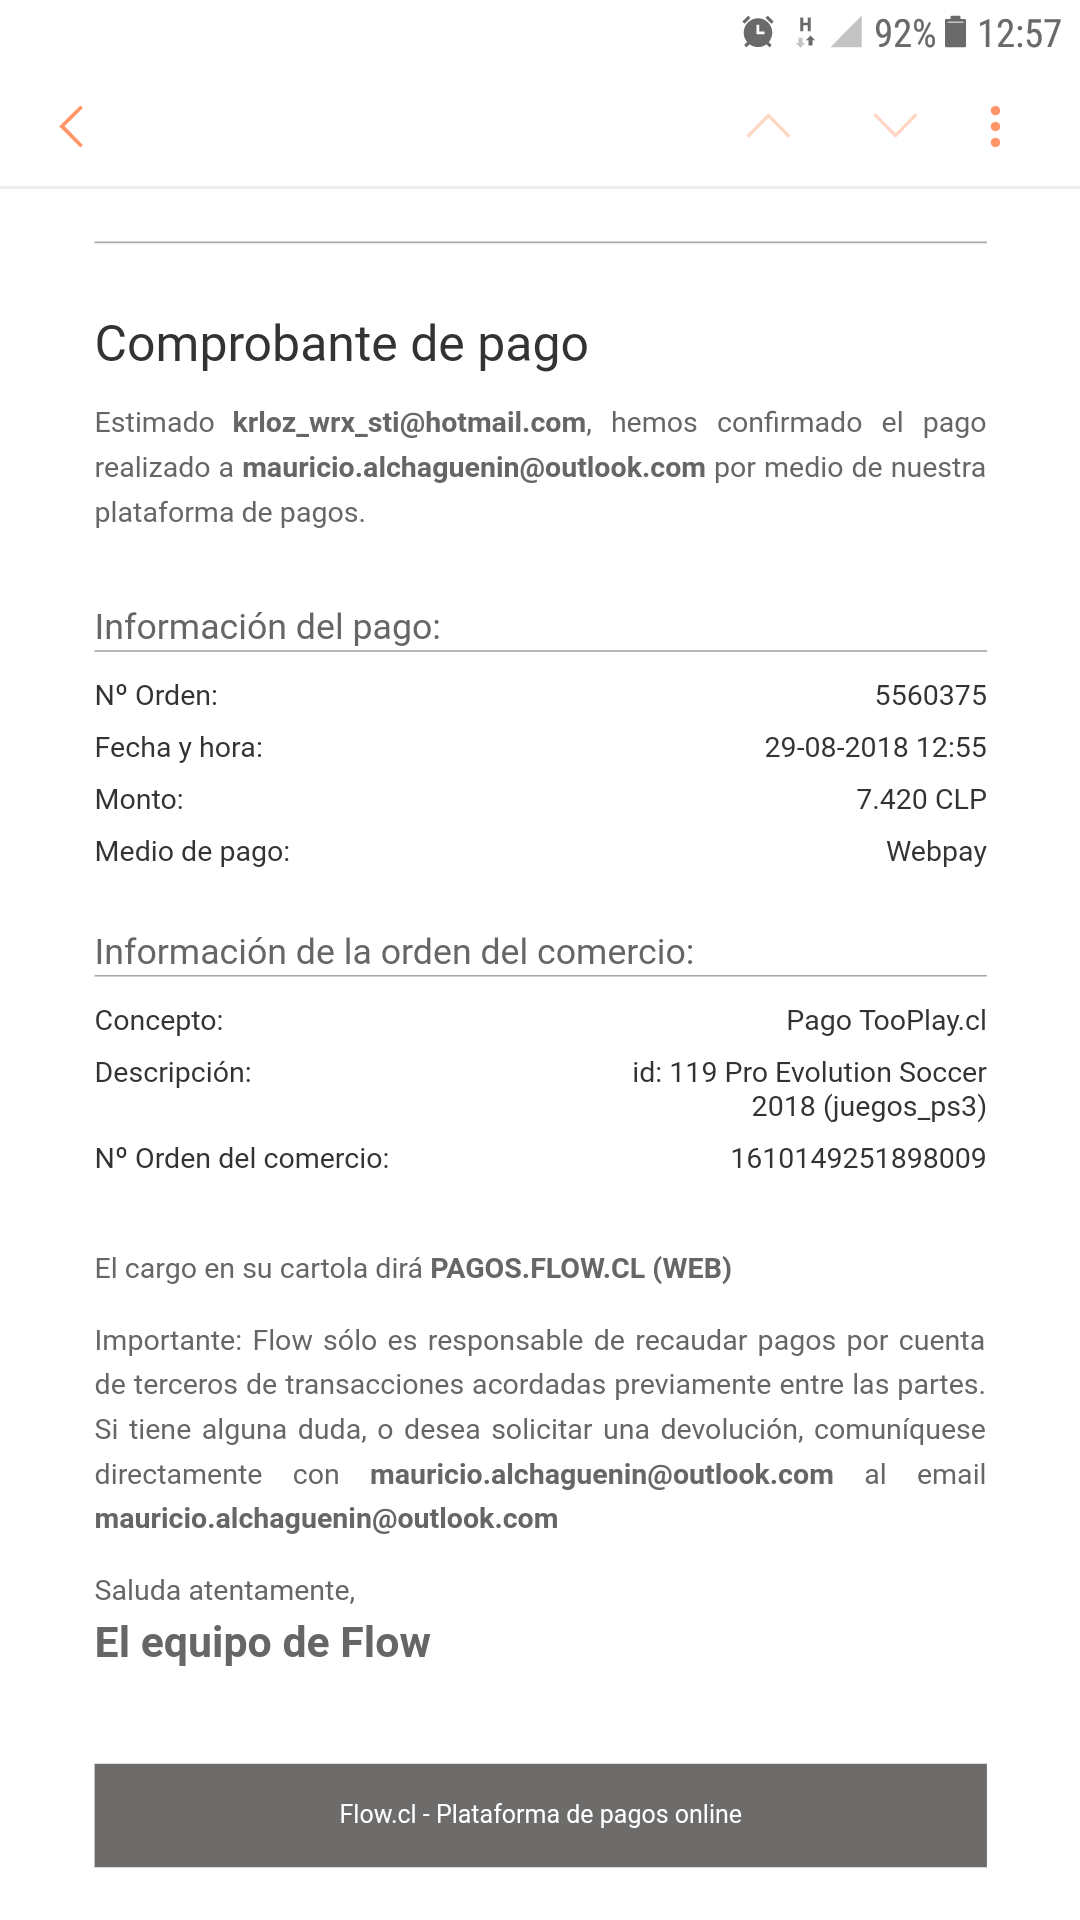 H 92% 12:57
Comprobante de pago
Estimado krloz_wrx_sti@hotmail.com, hemos confirmado el pago
realizado a mauricio.alchaguenin@outlook.com por medio de nuestra
plataforma de pagos.
Información del pago:
Nº Orden: 5560375
Fecha y hora: 29-08-2018 12:55
Monto: 7.420 CLP
Medio de pago: Webpay
Información de la orden del comercio:
Concepto: Pago TooPlay.cl
Descripción: id: 119 Pro Evolution Soccer
2018 (juegos_ps3)
Nº Orden del comercio: 1610149251898009
El cargo en su cartola dirá PAGOS.FLOW.CL (WEB)
Importante: Flow sólo es responsable de recaudar pagos por cuenta
de terceros de transacciones acordadas previamente entre las partes.
Si tiene alguna duda, o desea solicitar una devolución, comuníquese
directamente con mauricio.alchaguenin@outlook.com al email
mauricio.alchaguenin@outlook.com
Saluda atentamente,
El equipo de Flow
Flow.cl - Plataforma de pagos online